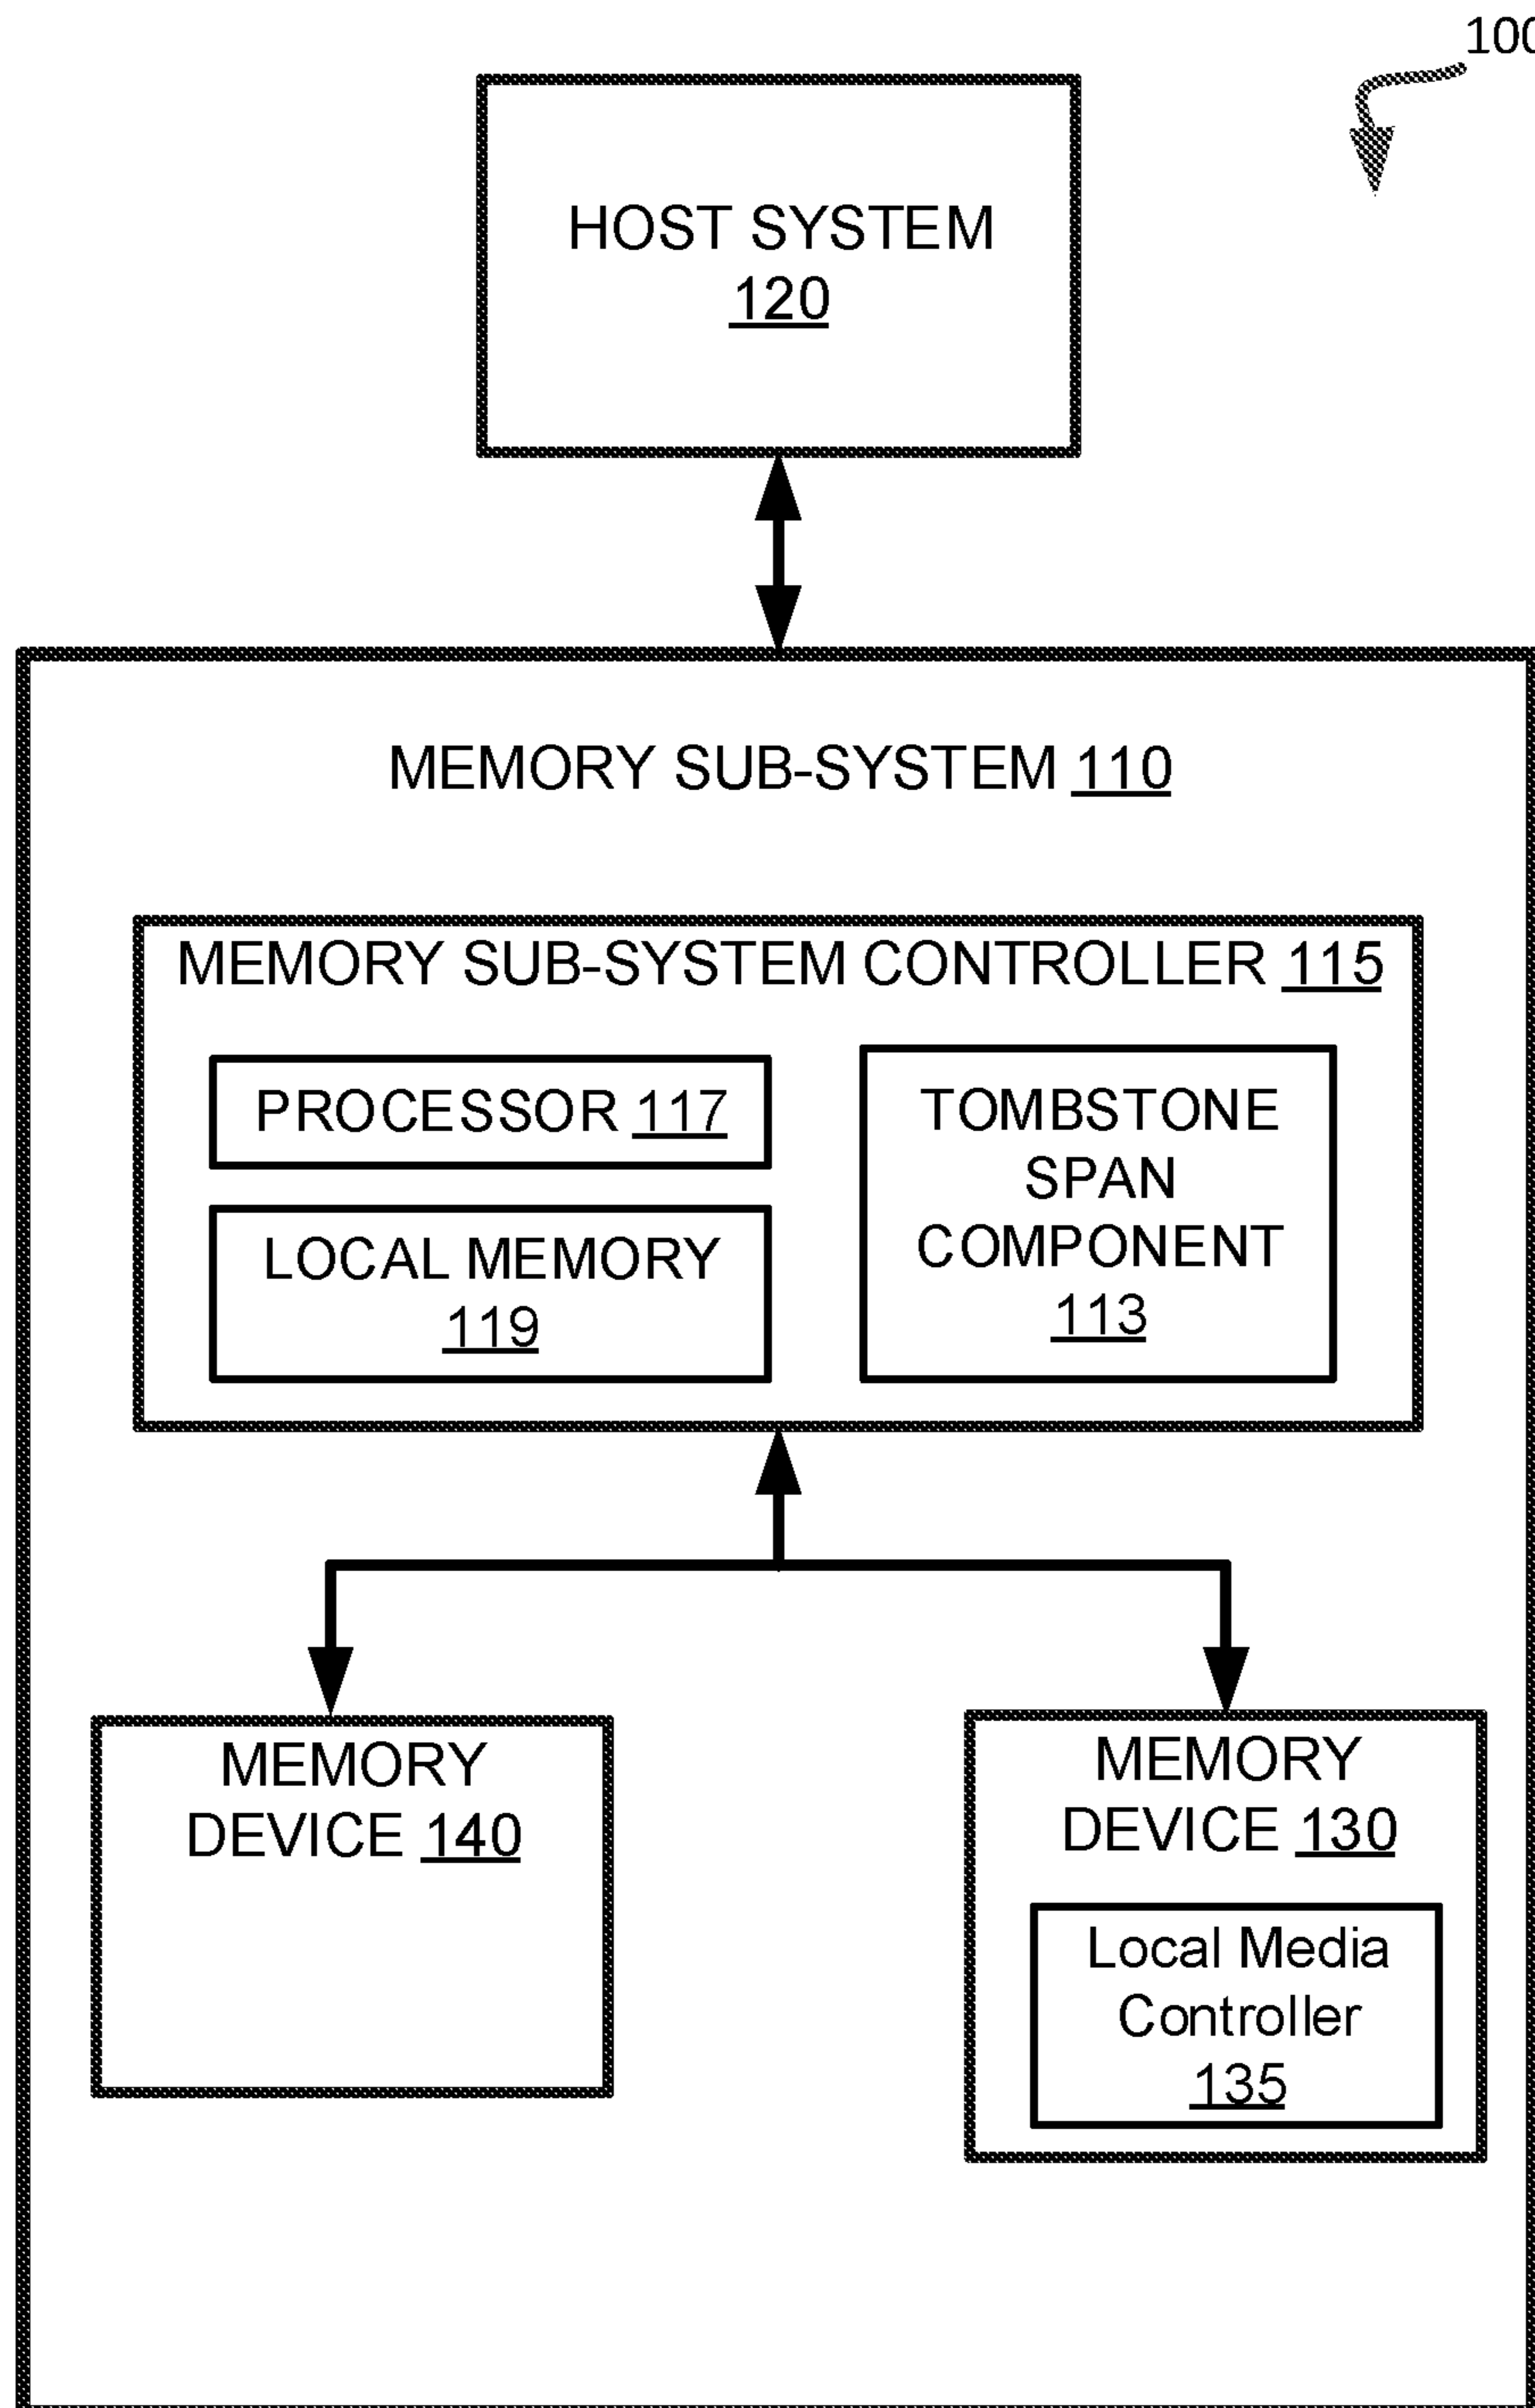 100
HOST SYSTEM
120
MEMORY SUB-SYSTEM 110
MEMORY SUB-SYSTEM CONTROLLER 115
PROCESSOR 117
LOCAL MEMORY
119
TOMBSTONE
SPAN
COMPONENT
113
MEMORY
DEVICE 140
MEMORY
DEVICE 130
Local Media
Controller
135